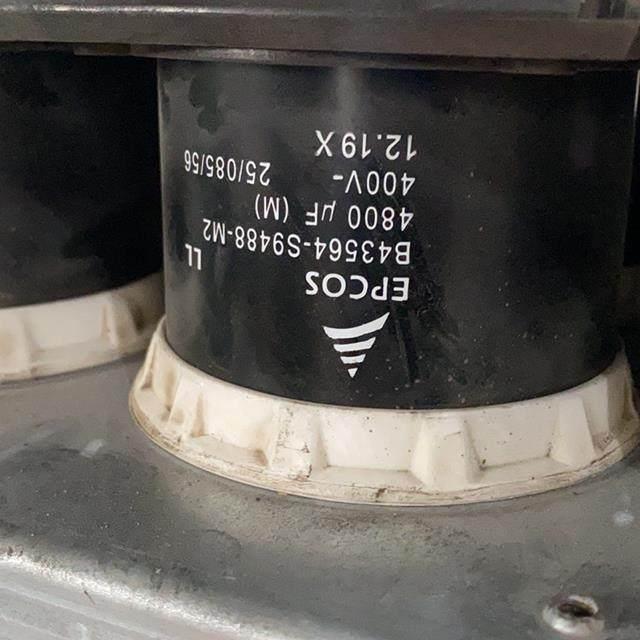 EPCOS
LL
B43564-S9488-M2
4800 µF (M)
400V- 25/085/56
12.19 X